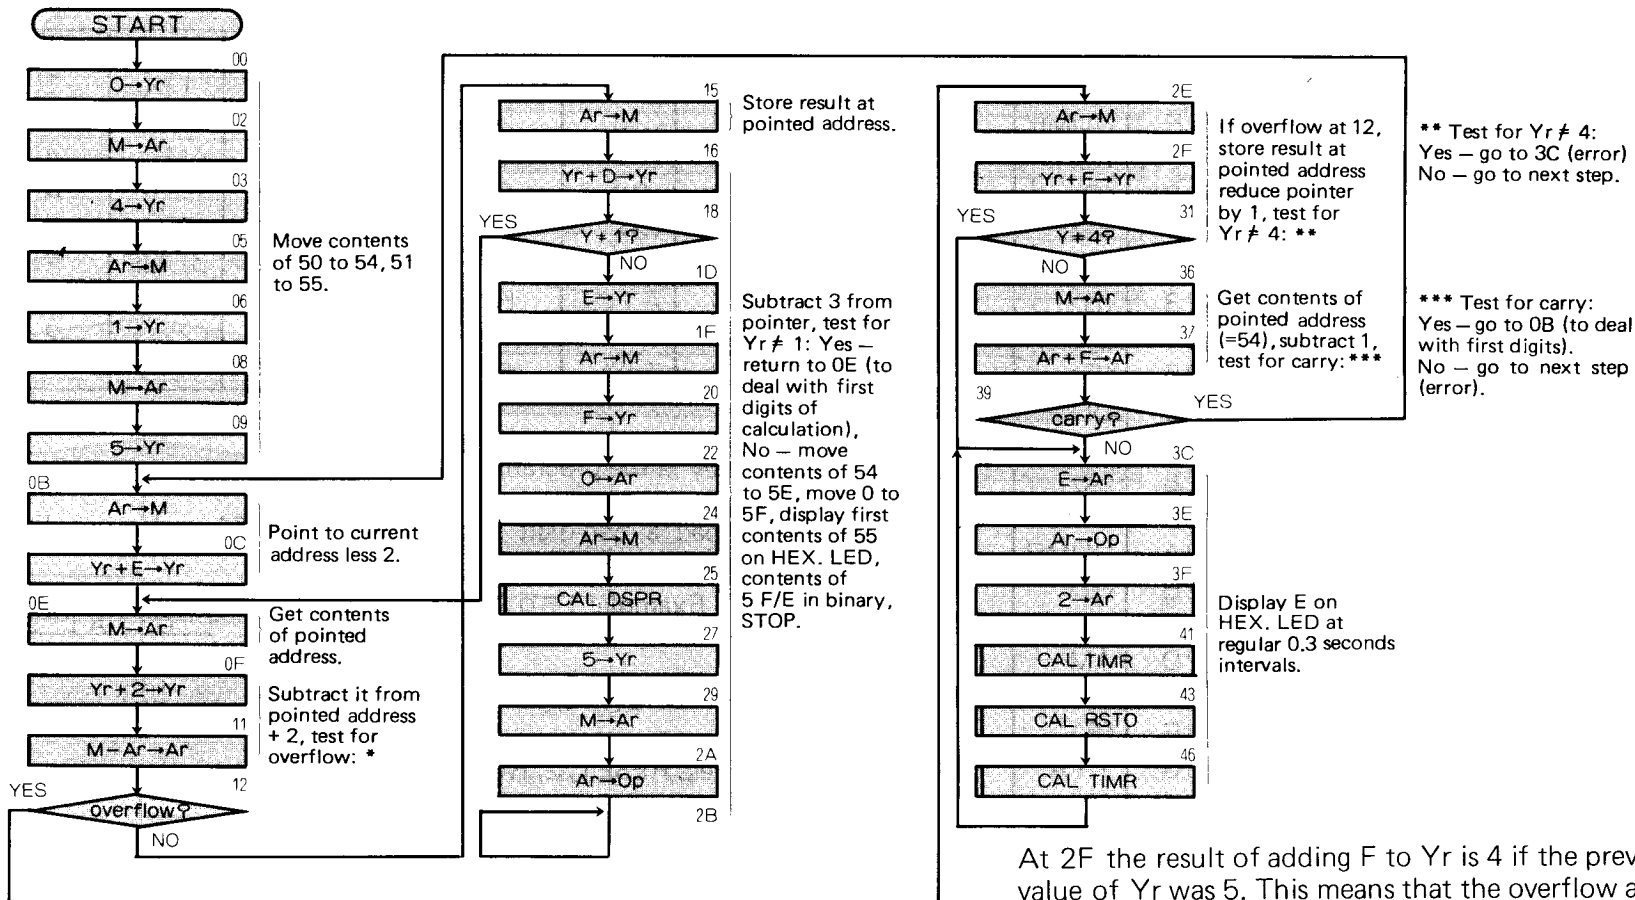 START
00
O→Yr
02
M→Ar
03
4→Yr
05
Ar→M
06
1→Yr
08
M→Ar
09
5→Yr
Move contents
of 50 to 54, 51
to 55.
0B
Ar→M
0C
Yr+E→Yr
Point to current
address less 2.
0E
M→Ar
Get contents
of pointed
address.
0F
Yr+2→Yr
11
M−Ar→Ar
Subtract it from
pointed address
+ 2, test for
overflow: *
12
YES
overflow?
NO
15
Ar→M
Store result at
pointed address.
16
Yr+D→Yr
18
YES
Y≠1?
NO
1D
E→Yr
1F
Ar→M
20
F→Yr
22
O→Ar
24
Ar→M
25
CAL DSPR
27
5→Yr
29
M→Ar
2A
Ar→Op
2B
Subtract 3 from
pointer, test for
Yr ≠ 1: Yes –
return to 0E (to
deal with first
digits of
calculation),
No – move
contents of 54
to 5E, move 0 to
5F, display first
contents of 55
on HEX. LED,
contents of
5 F/E in binary,
STOP.
2E
Ar→M
2F
Yr+F→Yr
31
YES
Y≠4?
NO
If overflow at 12,
store result at
pointed address
reduce pointer
by 1, test for
Yr ≠ 4: **
** Test for Yr ≠ 4:
Yes – go to 3C (error)
No – go to next step.
36
M→Ar
37
Ar+F→Ar
Get contents of
pointed address
(=54), subtract 1,
test for carry: ***
*** Test for carry:
Yes – go to 0B (to deal
with first digits).
No – go to next step
(error).
39
carry?
YES
NO
3C
E→Ar
3E
Ar→Op
3F
2→Ar
41
CAL TIMR
43
CAL RSTO
46
CAL TIMR
Display E on
HEX. LED at
regular 0.3 seconds
intervals.
At 2F the result of adding F to Yr is 4 if the prev
value of Yr was 5. This means that the overflow a